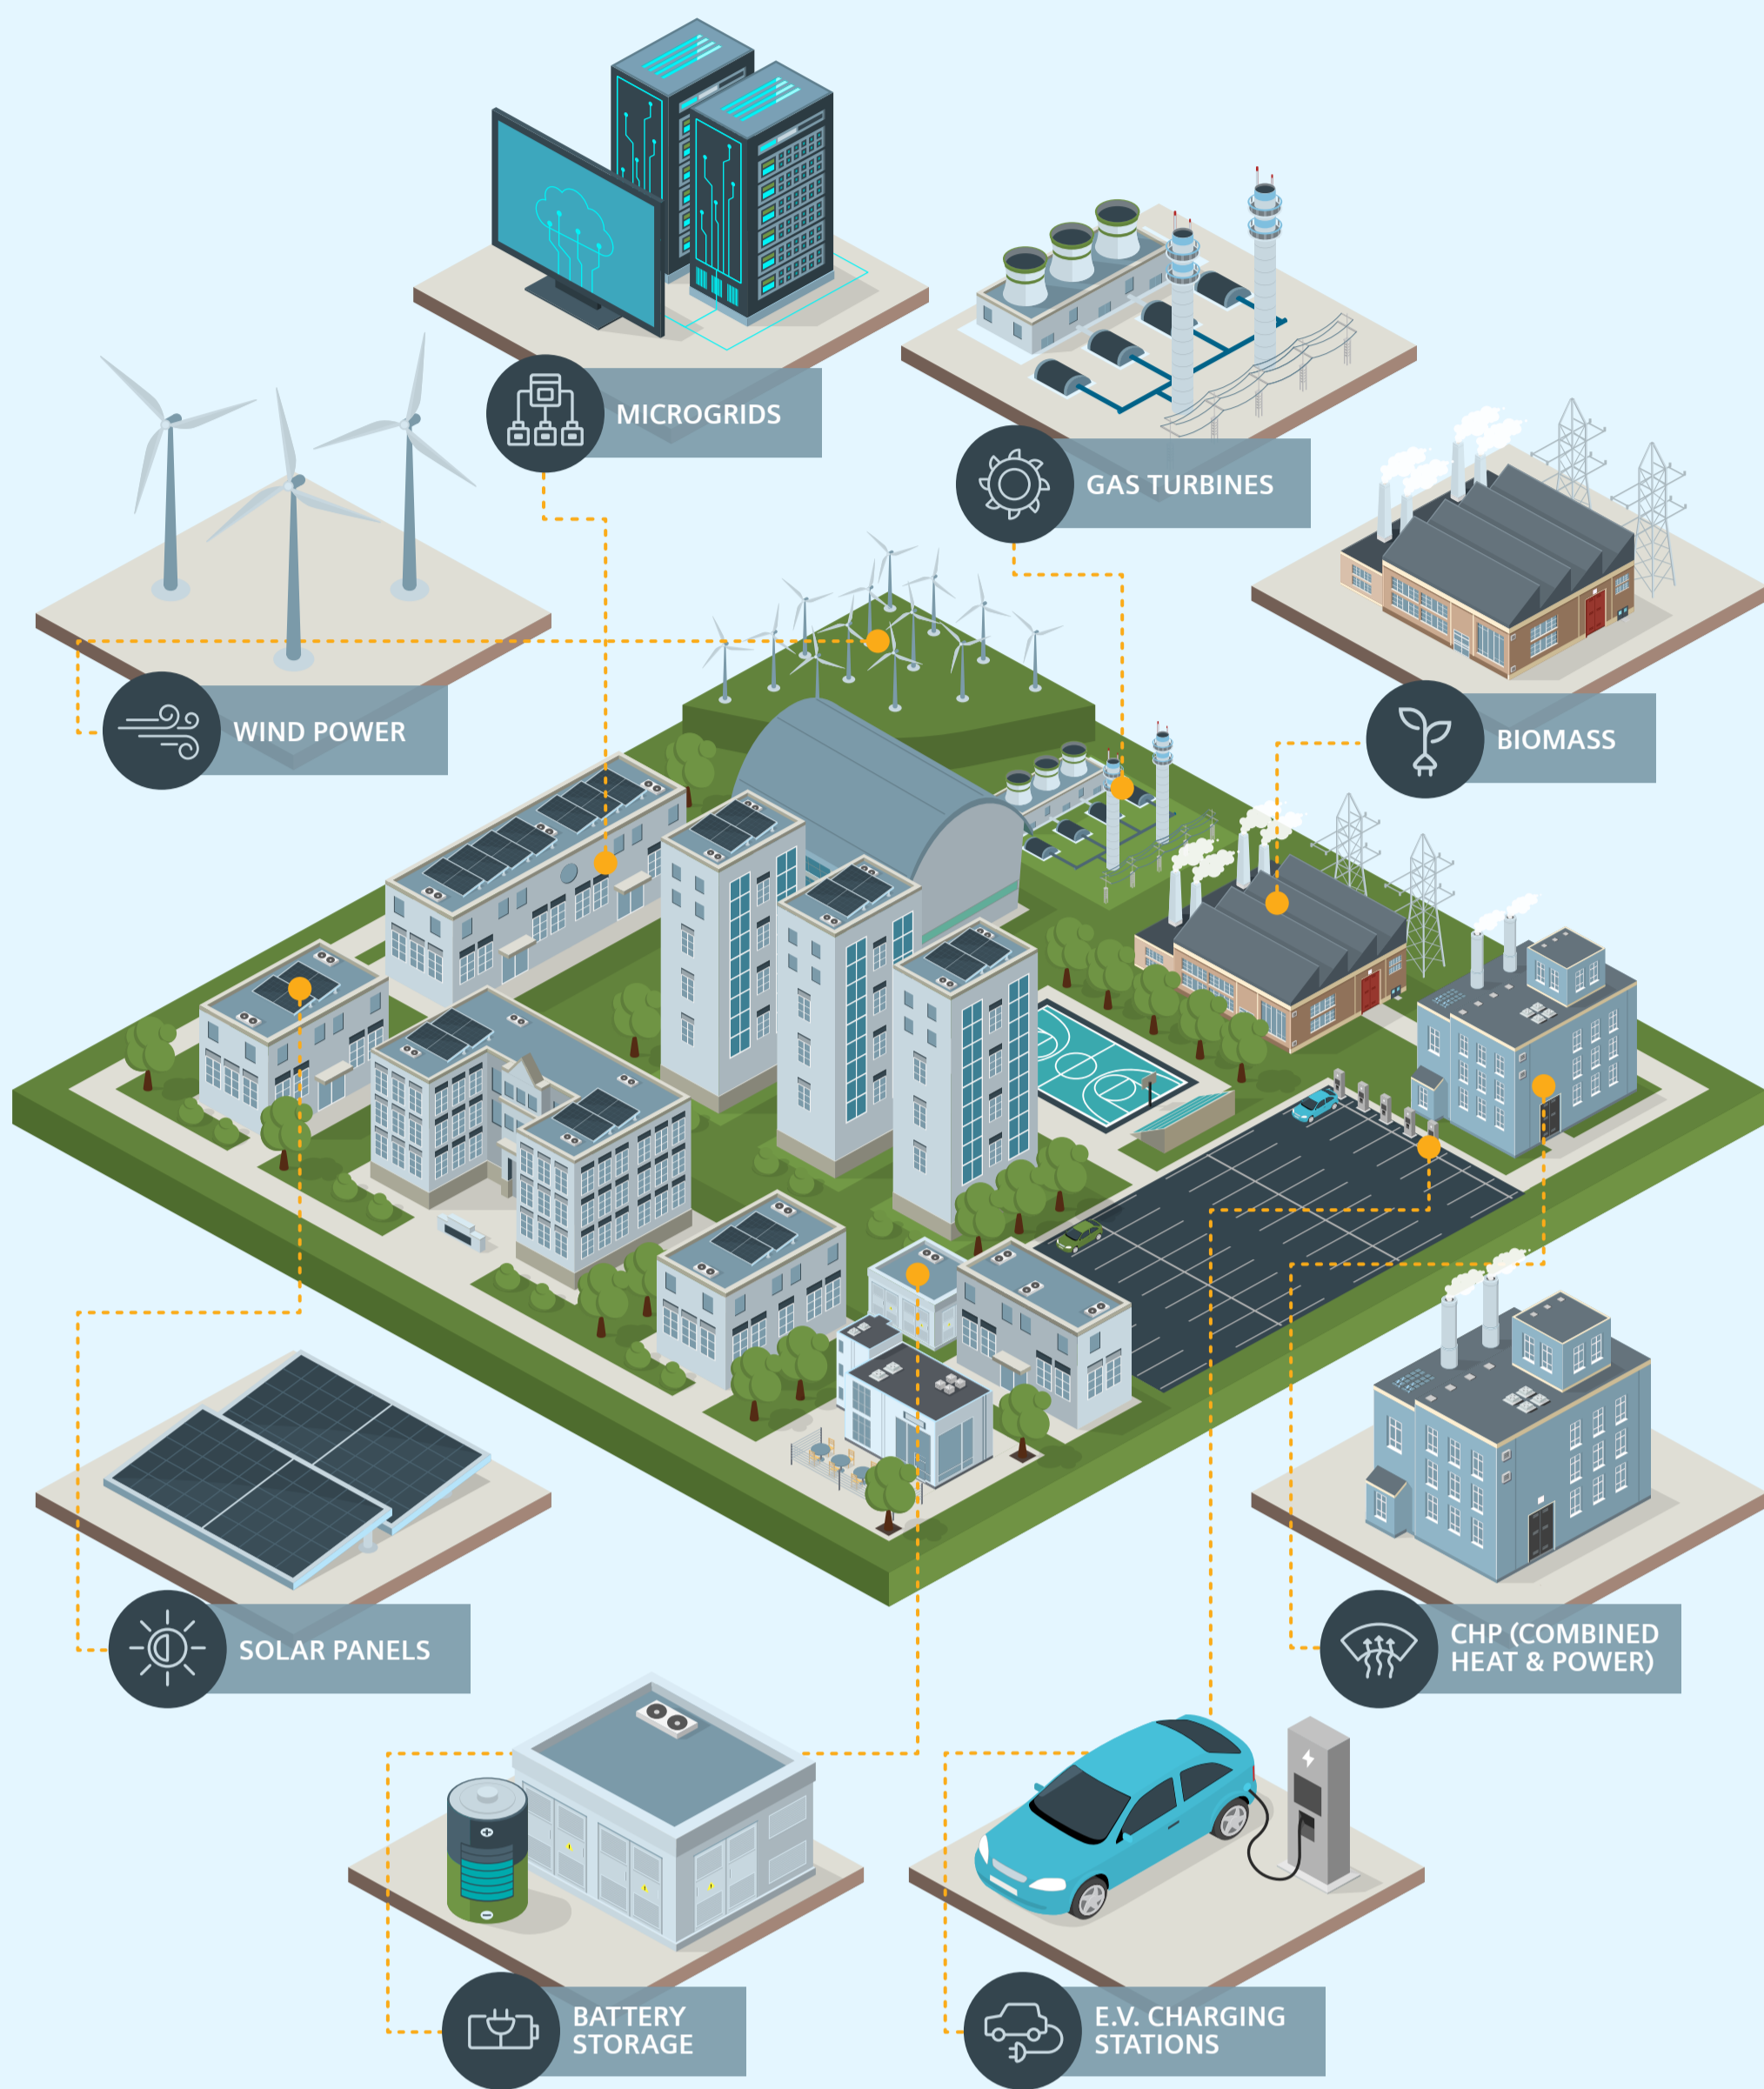 MICROGRIDS
GAS TURBINES
WIND POWER
BIOMASS
SOLAR PANELS
CHP (COMBINED
HEAT & POWER)
BATTERY
STORAGE
E.V. CHARGING
STATIONS